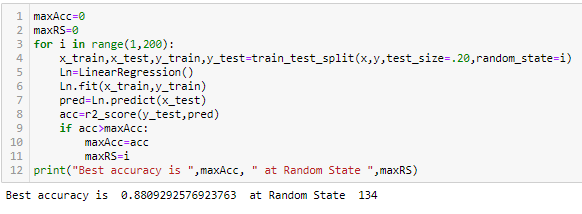 1 maxAcc=0
2 maxRS=0
3 for i in range(1,200):
4     x_train,x_test,y_train,y_test=train_test_split(x,y,test_size=.20,random_state=i)
5     Ln=LinearRegression()
6     Ln.fit(x_train,y_train)
7     pred=Ln.predict(x_test)
8     acc=r2_score(y_test,pred)
9     if acc>maxAcc:
10         maxAcc=acc
11         maxRS=i
12 print("Best accuracy is ",maxAcc, " at Random State ",maxRS)
Best accuracy is  0.8809292576923763  at Random State  134